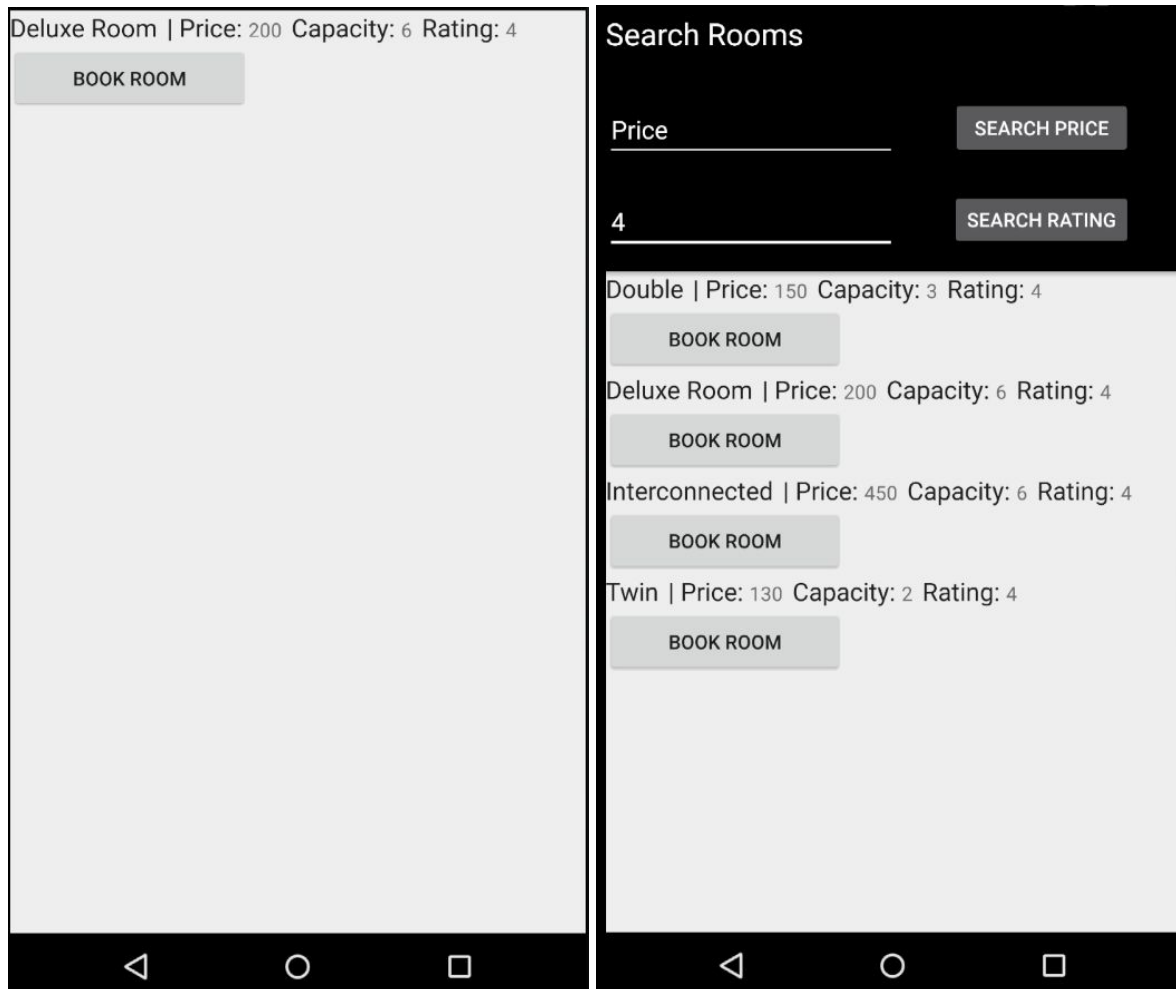 Deluxe Room | Price: 200 Capacity: 6 Rating: 4
BOOK ROOM
Search Rooms
Price
SEARCH PRICE
4
SEARCH RATING
Double | Price: 150 Capacity: 3 Rating: 4
BOOK ROOM
Deluxe Room | Price: 200 Capacity: 6 Rating: 4
BOOK ROOM
Interconnected | Price: 450 Capacity: 6 Rating: 4
BOOK ROOM
Twin | Price: 130 Capacity: 2 Rating: 4
BOOK ROOM